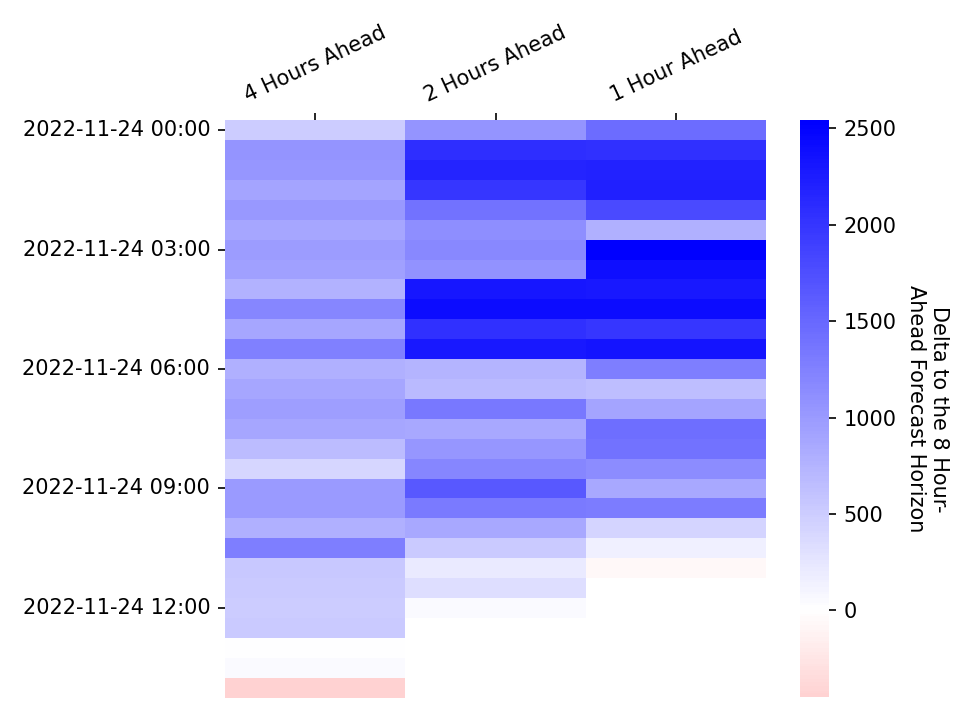 4 Hours Ahead
2 Hours Ahead
1 Hour Ahead
2022-11-24 00:00
2022-11-24 03:00
2022-11-24 06:00
2022-11-24 09:00
2022-11-24 12:00
2500
2000
1500
1000
500
0
Delta to the 8 Hour-
Ahead Forecast Horizon